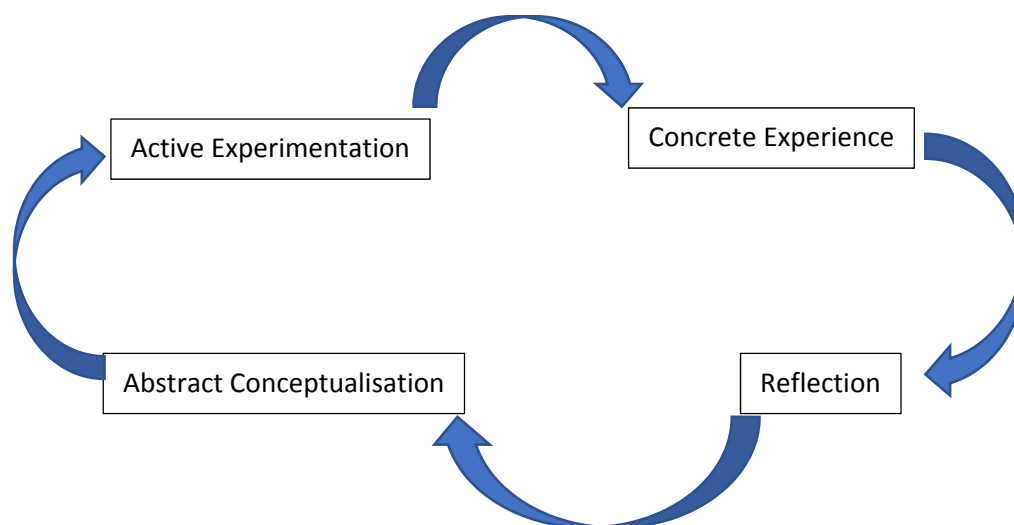 Active Experimentation
Concrete Experience
Abstract Conceptualisation
Reflection